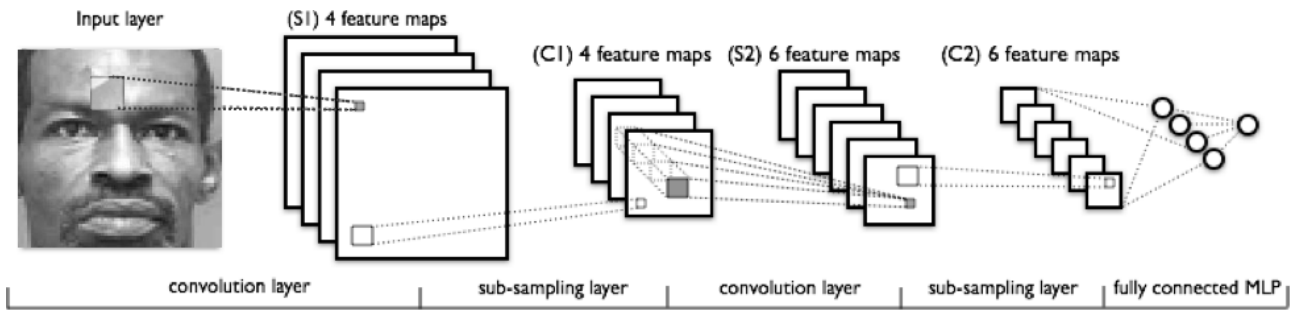 Input layer
(S1) 4 feature maps
(C1) 4 feature maps
(S2) 6 feature maps
(C2) 6 feature maps
convolution layer
sub-sampling layer
convolution layer
sub-sampling layer
fully connected MLP